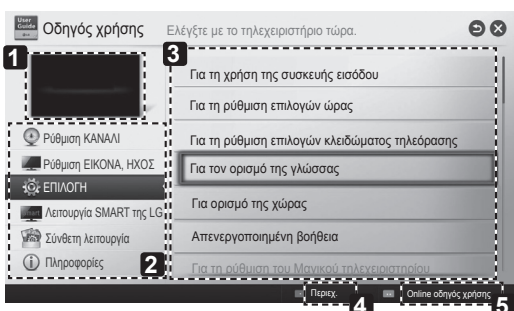 User Guide
Οδηγός χρήσης
Ελέγξτε με το τηλεχειριστήριο τώρα.
1
3
Για τη χρήση της συσκευής εισόδου
Για τη ρύθμιση επιλογών ώρας
Ρύθμιση ΚΑΝΑΛΙ
Για τη ρύθμιση επιλογών κλειδώματος τηλεόρασης
Ρύθμιση ΕΙΚΟΝΑ, ΗΧΟΣ
Για τον ορισμό της γλώσσας
ΕΠΙΛΟΓΗ
Για ορισμό της χώρας
Λειτουργία SMART της LG
Απενεργοποιημένη βοήθεια
Σύνθετη λειτουργία
Πληροφορίες
2
Για τη ρύθμιση του Μαγικού τηλεχειριστηρίου
Περιεχ.
4
Online οδηγός χρήσης
5